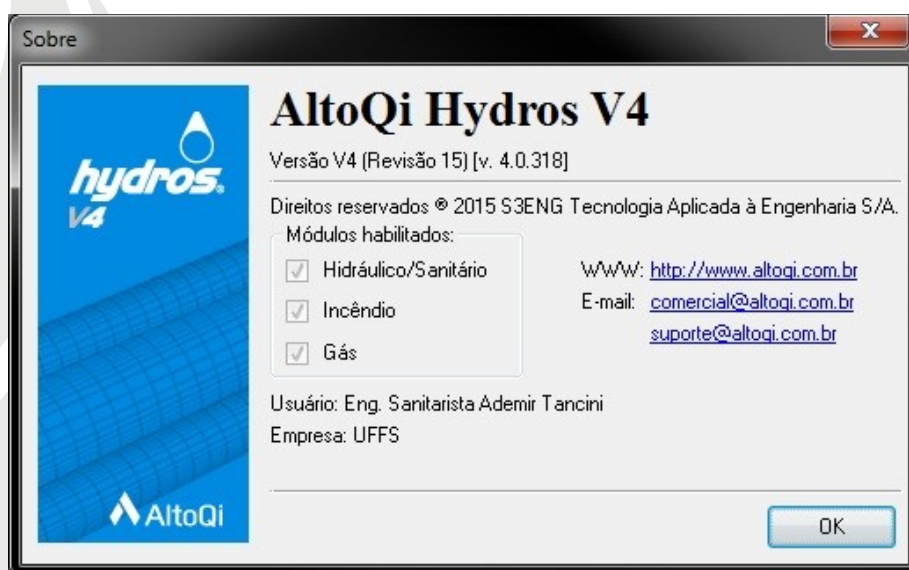 Sobre
hydros.
V4
AltoQi
AltoQi Hydros V4
Versão V4 (Revisão 15) [v. 4.0.318]
Direitos reservados ® 2015 S3ENG Tecnologia Aplicada à Engenharia S/A.
Módulos habilitados:
Hidráulico/Sanitário
Incêndio
Gás
WWW: http://www.altoqi.com.br
E-mail: comercial@altoqi.com.br
suporte@altoqi.com.br
Usuário: Eng. Sanitarista Ademir Tancini
Empresa: UFFS
OK